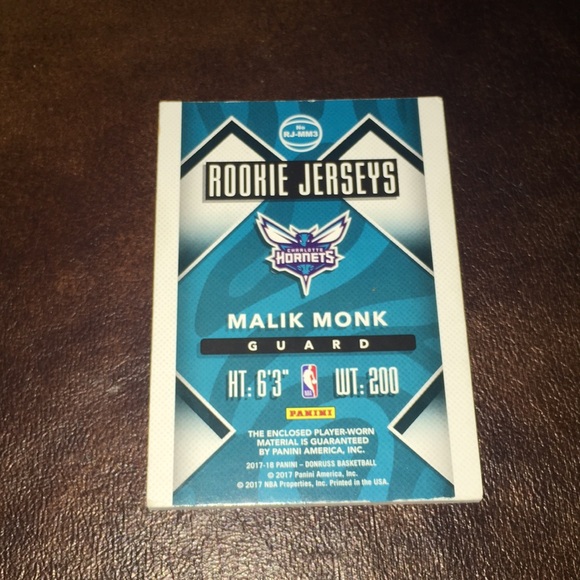 No
RJ-MM3
ROOKIE JERSEYS
CHARLOTTE
HORNETS
MALIK MONK
GUARD
HT: 6'3" WT: 200
PANINI
THE ENCLOSED PLAYER-WORN
MATERIAL IS GUARANTEED
BY PANINI AMERICA, INC.
2017-18 PANINI – DONRUSS BASKETBALL
© 2017 Panini America, Inc.
© 2017 NBA Properties, Inc. Printed in the USA.